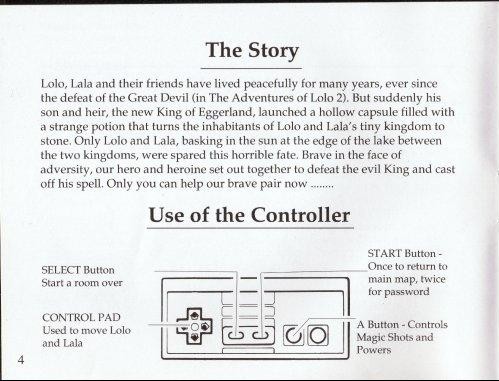 The Story
Lolo, Lala and their friends have lived peacefully for many years, ever since
the defeat of the Great Devil (in The Adventures of Lolo 2). But suddenly his
son and heir, the new King of Eggerland, launched a hollow capsule filled with
a strange potion that turns the inhabitants of Lolo and Lala's tiny kingdom to
stone. Only Lolo and Lala, basking in the sun at the edge of the lake between
the two kingdoms, were spared this horrible fate. Brave in the face of
adversity, our hero and heroine set out together to defeat the evil King and cast
off his spell. Only you can help our brave pair now ........
Use of the Controller
SELECT Button
Start a room over
CONTROL PAD
Used to move Lolo
and Lala
START Button -
Once to return to
main map, twice
for password
A Button - Controls
Magic Shots and
Powers
4